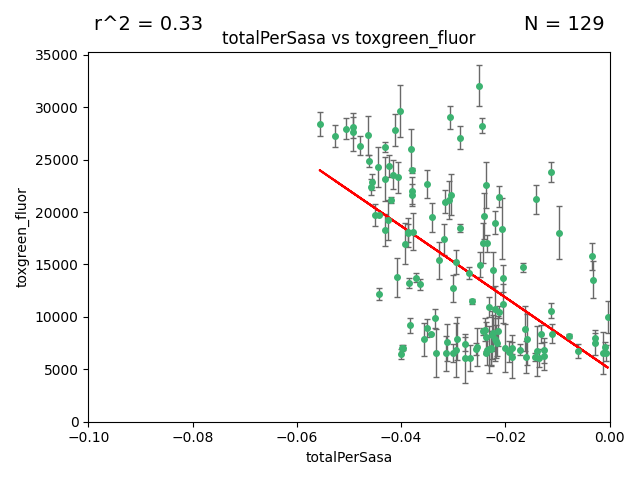 r^2 = 0.33
N = 129
totalPerSasa vs toxgreen_fluor
35000
30000
25000
20000
15000
10000
5000
0
toxgreen_fluor
−0.10
−0.08
−0.06
−0.04
−0.02
0.00
totalPerSasa